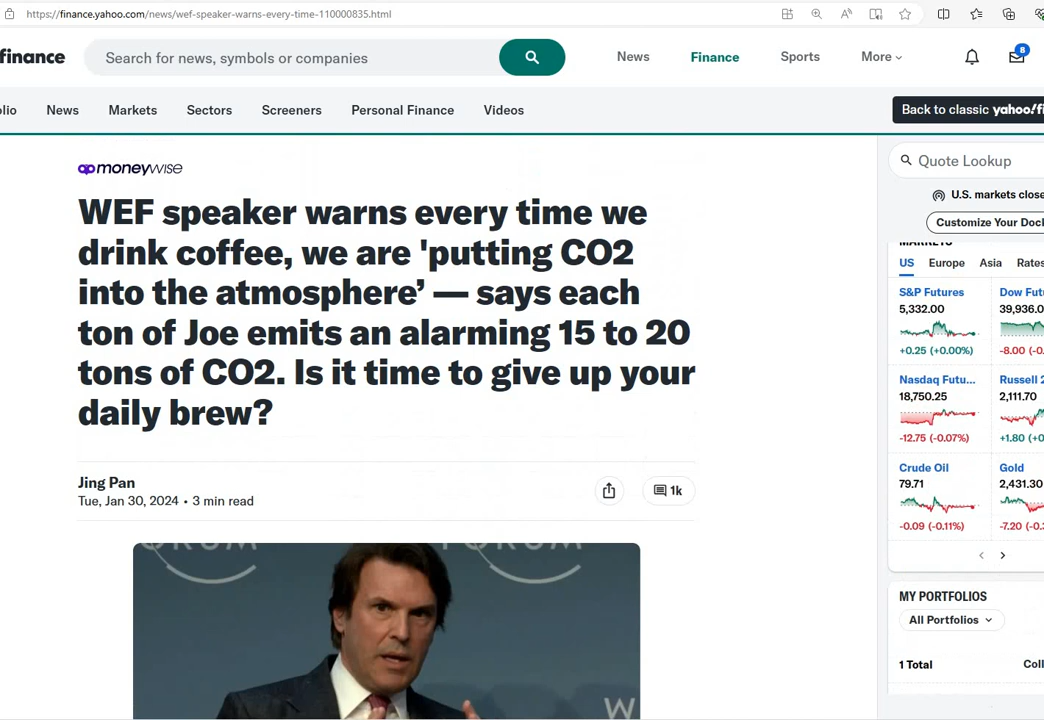 https://finance.yahoo.com/news/wef-speaker-warns-every-time-110000835.html
finance
Search for news, symbols or companies
News
Finance
Sports
More
8
lio
News
Markets
Sectors
Screeners
Personal Finance
Videos
Back to classic yahoo!fi
moneywise
WEF speaker warns every time we
drink coffee, we are 'putting CO2
into the atmosphere’ — says each
ton of Joe emits an alarming 15 to 20
tons of CO2. Is it time to give up your
daily brew?
Jing Pan
Tue, Jan 30, 2024 • 3 min read
1k
FORUM
W
Quote Lookup
U.S. markets close
Customize Your Dock
MARKETS
US
Europe
Asia
Rates
S&P Futures
5,332.00
+0.25 (+0.00%)
Dow Fut
39,936.0
-8.00 (-0.
Nasdaq Futu...
18,750.25
-12.75 (-0.07%)
Russell 2
2,111.70
+1.80 (+0
Crude Oil
79.71
-0.09 (-0.11%)
Gold
2,431.30
-7.20 (-0.
MY PORTFOLIOS
All Portfolios
1 Total
Coll